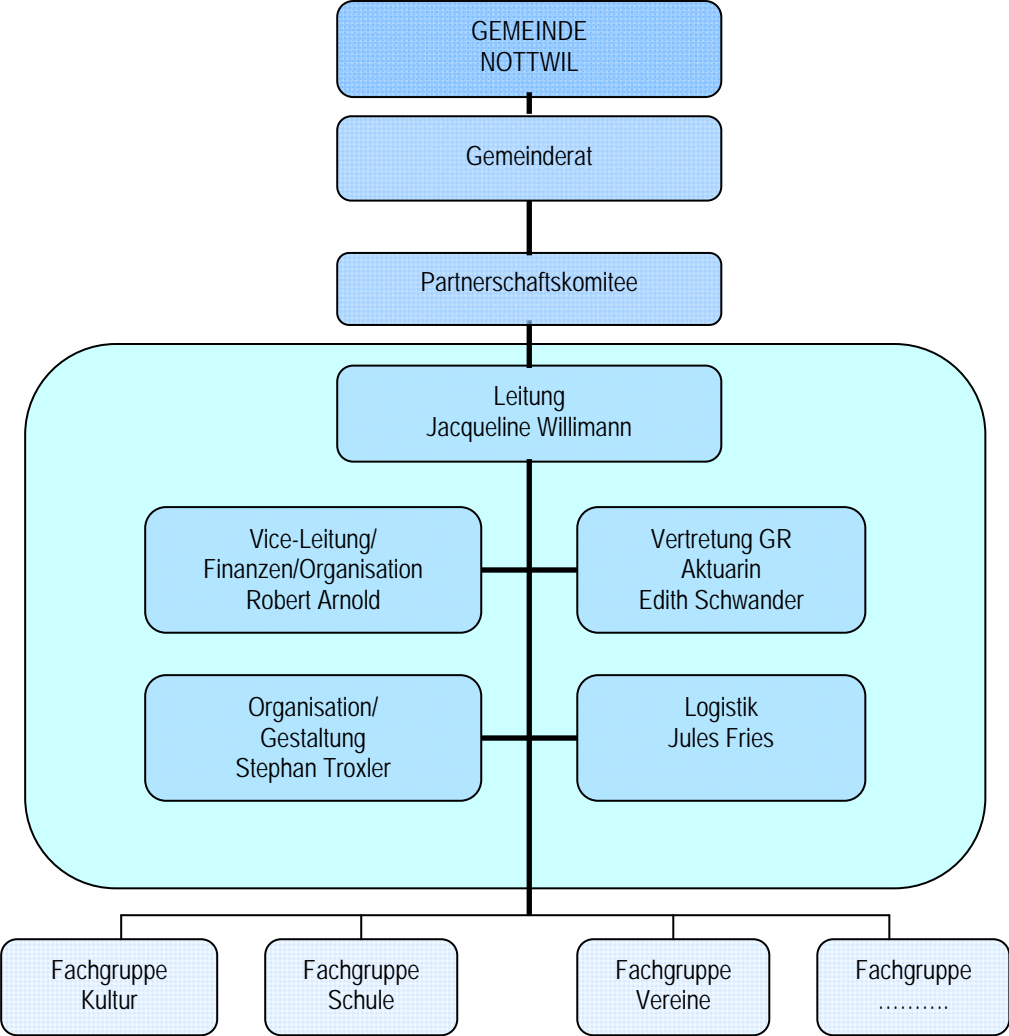 GEMEINDE
NOTTWIL
Gemeinderat
Partnerschaftskomitee
Leitung
Jacqueline Willimann
Vice-Leitung/
Finanzen/Organisation
Robert Arnold
Vertretung GR
Aktuarin
Edith Schwander
Organisation/
Gestaltung
Stephan Troxler
Logistik
Jules Fries
Fachgruppe
Kultur
Fachgruppe
Schule
Fachgruppe
Vereine
Fachgruppe
……….